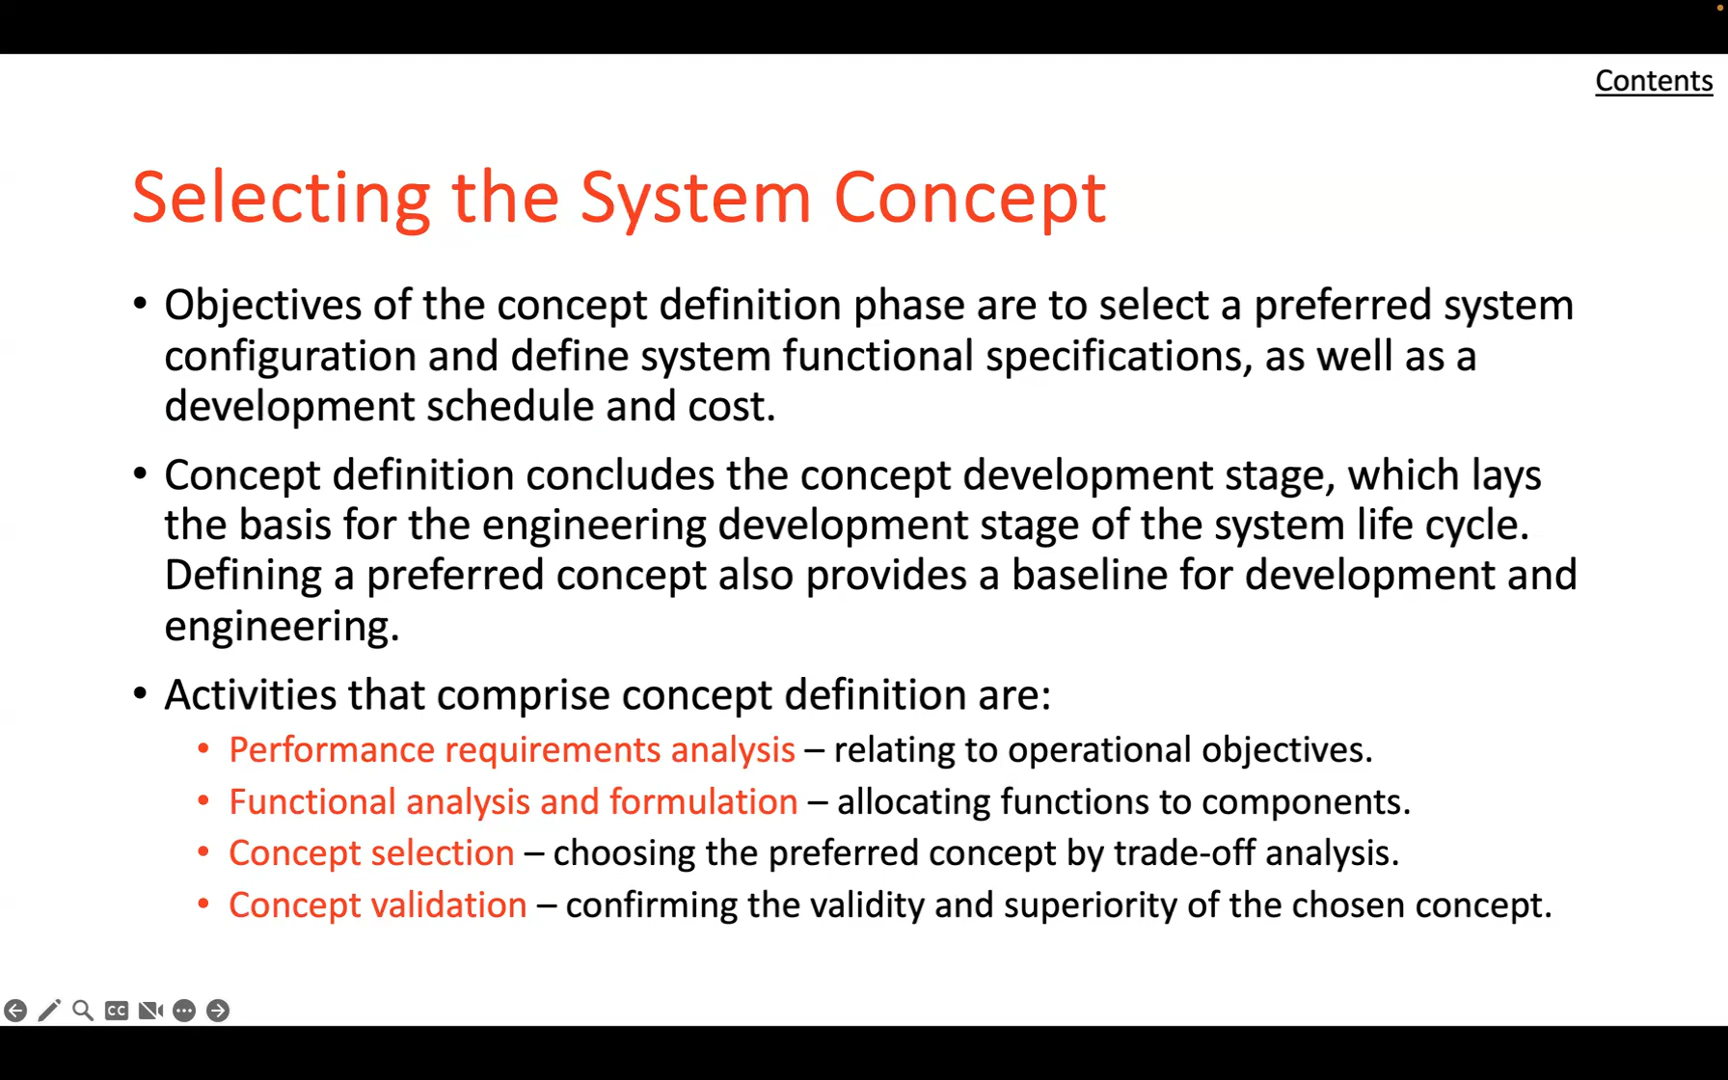 Contents
Selecting the System Concept
• Objectives of the concept definition phase are to select a preferred system
configuration and define system functional specifications, as well as a
development schedule and cost.
• Concept definition concludes the concept development stage, which lays
the basis for the engineering development stage of the system life cycle.
Defining a preferred concept also provides a baseline for development and
engineering.
• Activities that comprise concept definition are:
• Performance requirements analysis – relating to operational objectives.
• Functional analysis and formulation – allocating functions to components.
• Concept selection – choosing the preferred concept by trade-off analysis.
• Concept validation – confirming the validity and superiority of the chosen concept.
CC